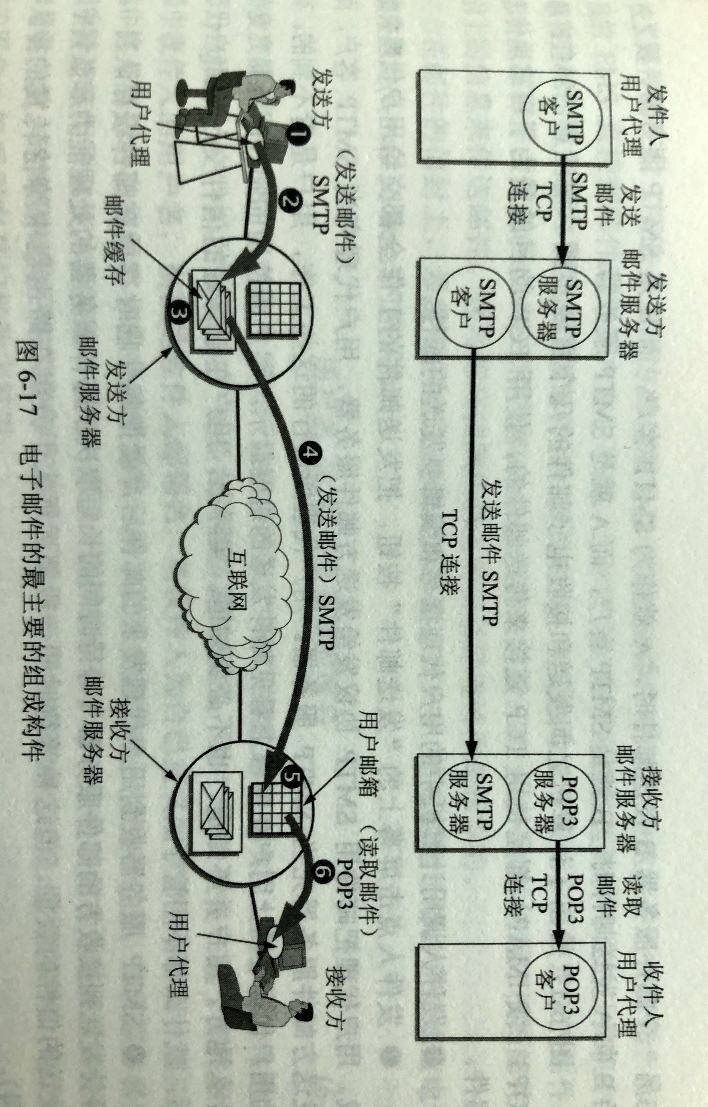 发件人
用户代理
发送
邮件
SMTP
TCP
连接
发送方
邮件服务器
接收方
邮件服务器
读取
邮件
POP3
TCP
连接
收件人
用户代理
SMTP
客户
SMTP
服务器
POP3
服务器
POP3
客户
SMTP
客户
发送邮件 SMTP
TCP 连接
SMTP
服务器
发送方
(发送邮件)
SMTP
(发送邮件) SMTP
用户邮箱
(读取邮件)
POP3
接收方
❶
❷
❸
❹
❺
❻
互联网
用户代理
邮件缓存
发送方
邮件服务器
接收方
邮件服务器
用户代理
图 6-17 电子邮件的最主要的组成构件